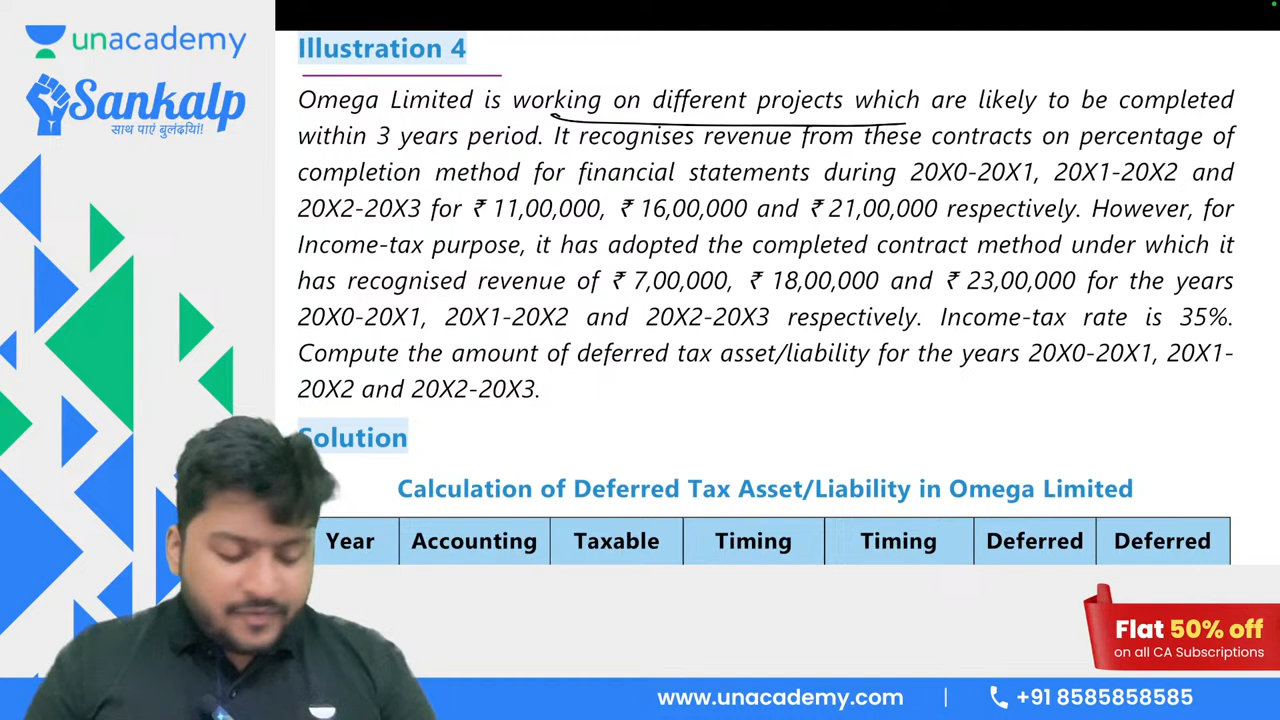 unacademy
Sankalp
साथ पाएं बुलंदियां!
Illustration 4
Omega Limited is working on different projects which are likely to be completed
within 3 years period. It recognises revenue from these contracts on percentage of
completion method for financial statements during 20X0-20X1, 20X1-20X2 and
20X2-20X3 for ₹ 11,00,000, ₹ 16,00,000 and ₹ 21,00,000 respectively. However, for
Income-tax purpose, it has adopted the completed contract method under which it
has recognised revenue of ₹ 7,00,000, ₹ 18,00,000 and ₹ 23,00,000 for the years
20X0-20X1, 20X1-20X2 and 20X2-20X3 respectively. Income-tax rate is 35%.
Compute the amount of deferred tax asset/liability for the years 20X0-20X1, 20X1-
20X2 and 20X2-20X3.
Solution
Calculation of Deferred Tax Asset/Liability in Omega Limited
Year Accounting Taxable Timing Timing Deferred Deferred
Flat 50% off
on all CA Subscriptions
www.unacademy.com | +91 8585858585